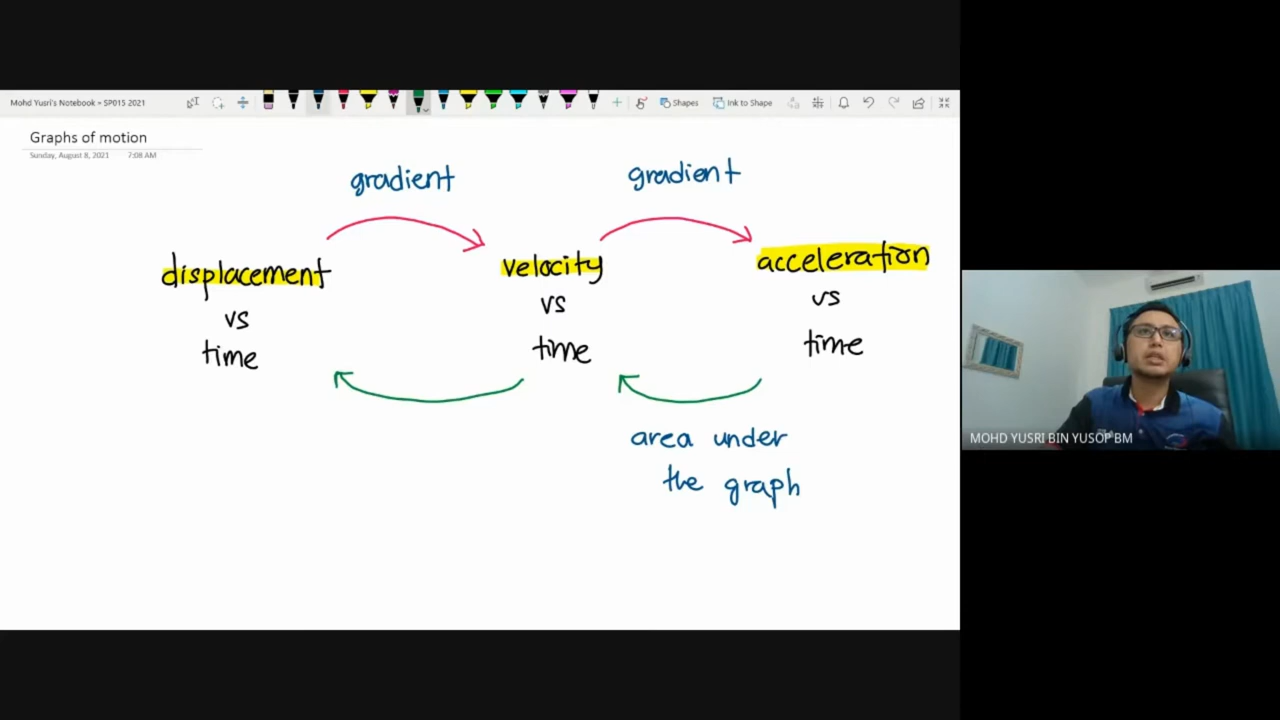 Mohd Yusri's Notebook » SP015 2021
Shapes
Ink to Shape
Graphs of motion
Sunday, August 8, 2021 7:08 AM
gradient
gradient
displacement
vs
time
velocity
vs
time
acceleration
vs
time
area under
the graph
MOHD YUSRI BIN YUSOP BM